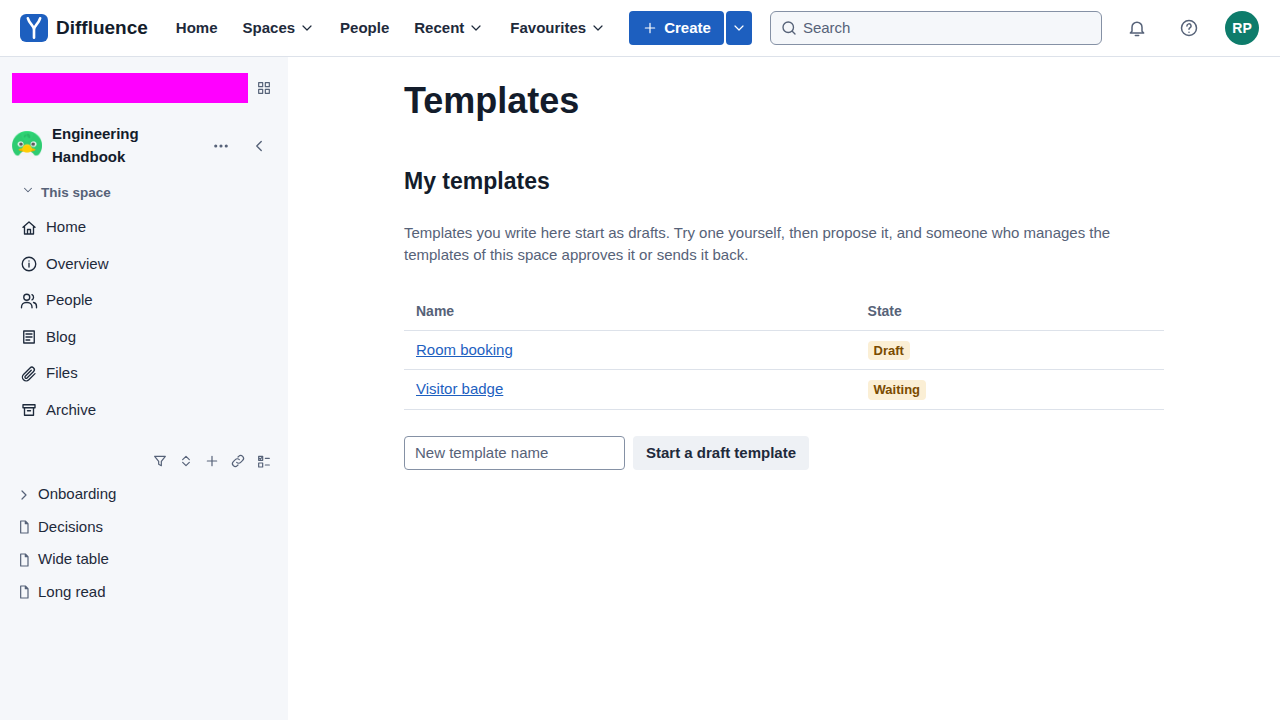 Diffluence
Home
Spaces
People
Recent
Favourites
Create
Search
RP
Engineering
Handbook
This space
Home
Overview
People
Blog
Files
Archive
Onboarding
Decisions
Wide table
Long read
Templates
My templates
Templates you write here start as drafts. Try one yourself, then propose it, and someone who manages the
templates of this space approves it or sends it back.
Name State
Room booking Draft
Visitor badge Waiting
New template name Start a draft template